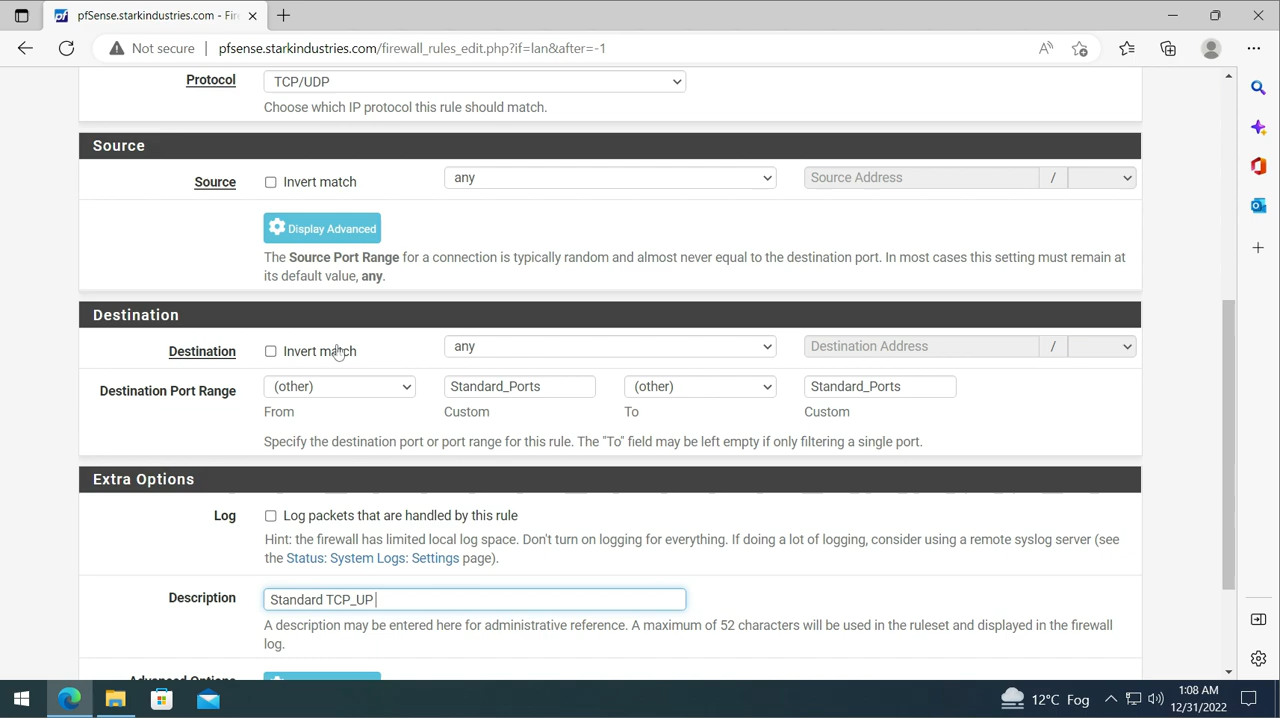 pfSense.starkindustries.com - Fir
Not secure
pfsense.starkindustries.com/firewall_rules_edit.php?if=lan&after=-1
Protocol
TCP/UDP
Choose which IP protocol this rule should match.
Source
Source
Invert match
any
Source Address
/
Display Advanced
The Source Port Range for a connection is typically random and almost never equal to the destination port. In most cases this setting must remain at
its default value, any.
Destination
Destination
Invert match
any
Destination Address
/
Destination Port Range
(other)
Standard_Ports
(other)
Standard_Ports
From
Custom
To
Custom
Specify the destination port or port range for this rule. The "To" field may be left empty if only filtering a single port.
Extra Options
Log
Log packets that are handled by this rule
Hint: the firewall has limited local log space. Don't turn on logging for everything. If doing a lot of logging, consider using a remote syslog server (see
the Status: System Logs: Settings page).
Description
Standard TCP_UP
A description may be entered here for administrative reference. A maximum of 52 characters will be used in the ruleset and displayed in the firewall
log.
Advanced Options
12°C Fog
1:08 AM
12/31/2022